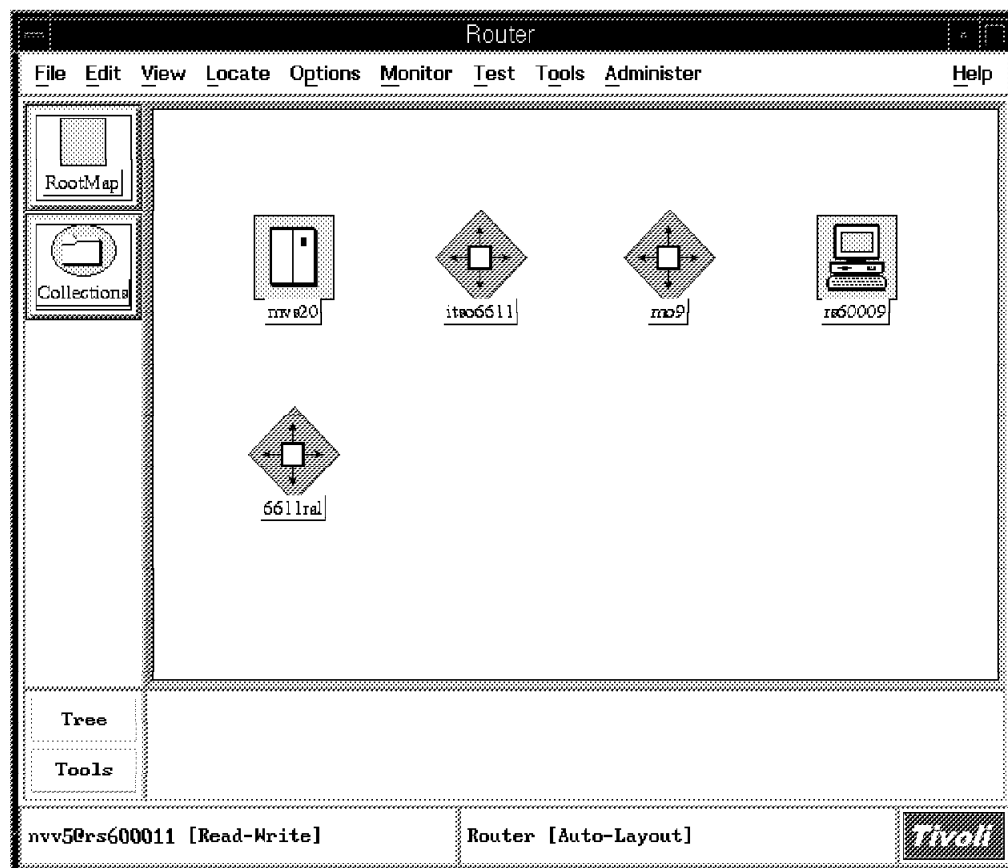 Router
File Edit View Locate Options Monitor Test Tools Administer Help
RootMap
Collections
mvs20
itso6611
mo9
rs60009
6611ral
Tree
Tools
nvv5@rs600011 [Read-Write]
Router [Auto-Layout]
Tivoli